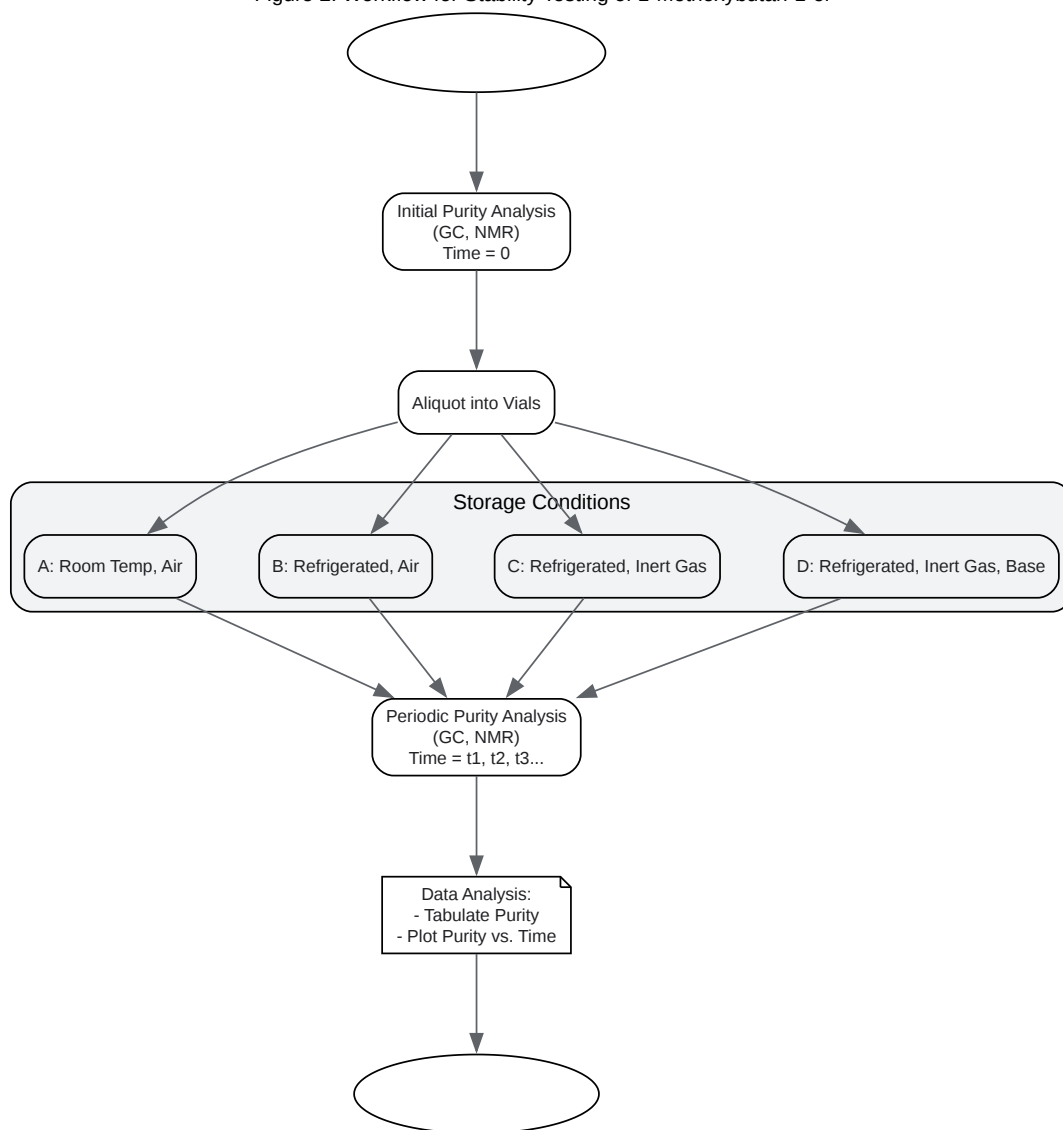 Workflow for Stability Testing of
Initial Purity Analysis
(GC, NMR)
Time = 0
Aliquot into Vials
Storage Conditions
A: Room Temp, Air
B: Refrigerated, Air
C: Refrigerated, Inert Gas
D: Refrigerated, Inert Gas, Base
Periodic Purity Analysis
(GC, NMR)
Time = t1, t2, t3...
Data Analysis:
- Tabulate Purity
- Plot Purity vs. Time